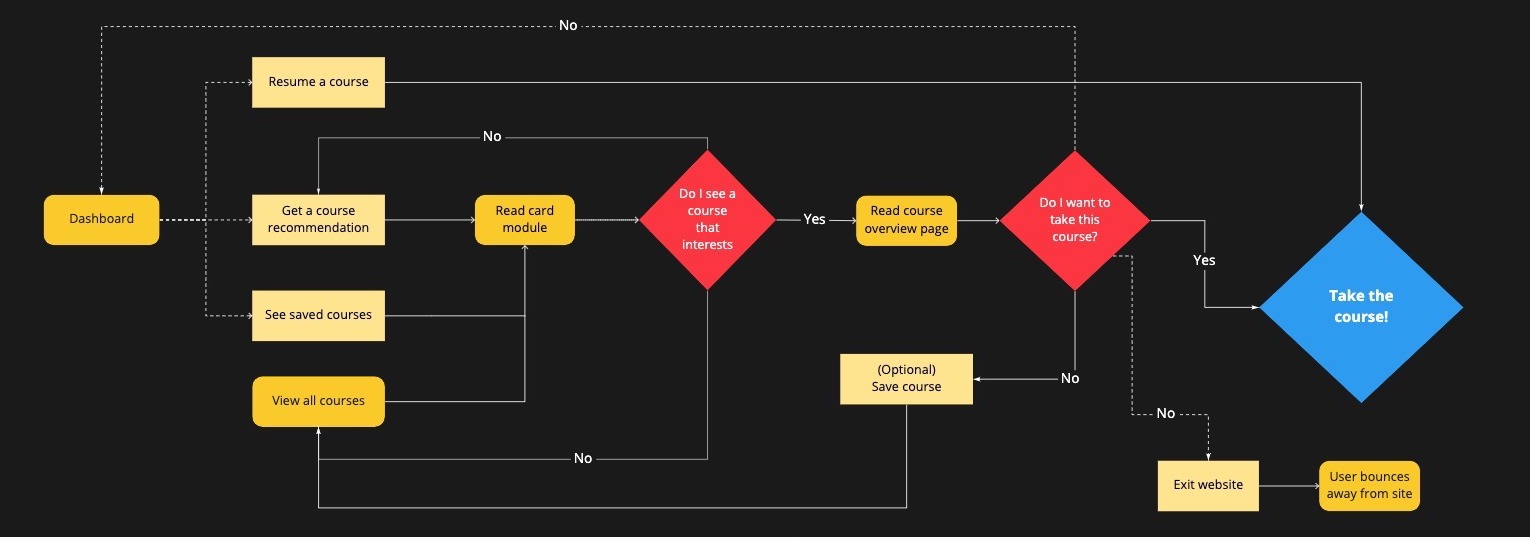 No
Resume a course
No
Dashboard
Get a course
recommendation
Read card
module
Do I see a
course
that
interests
Yes
Read course
overview page
Do I want to
take this
course?
Yes
Take the
course!
See saved courses
(Optional)
Save course
No
View all courses
No
No
Exit website
User bounces
away from site